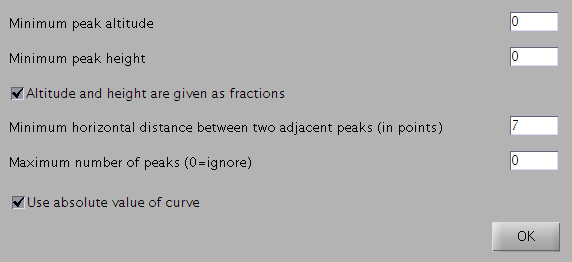 Minimum peak altitude 0
Minimum peak height 0
Altitude and height are given as fractions
Minimum horizontal distance between two adjacent peaks (in points) 7
Maximum number of peaks (0=ignore) 0
Use absolute value of curve
OK